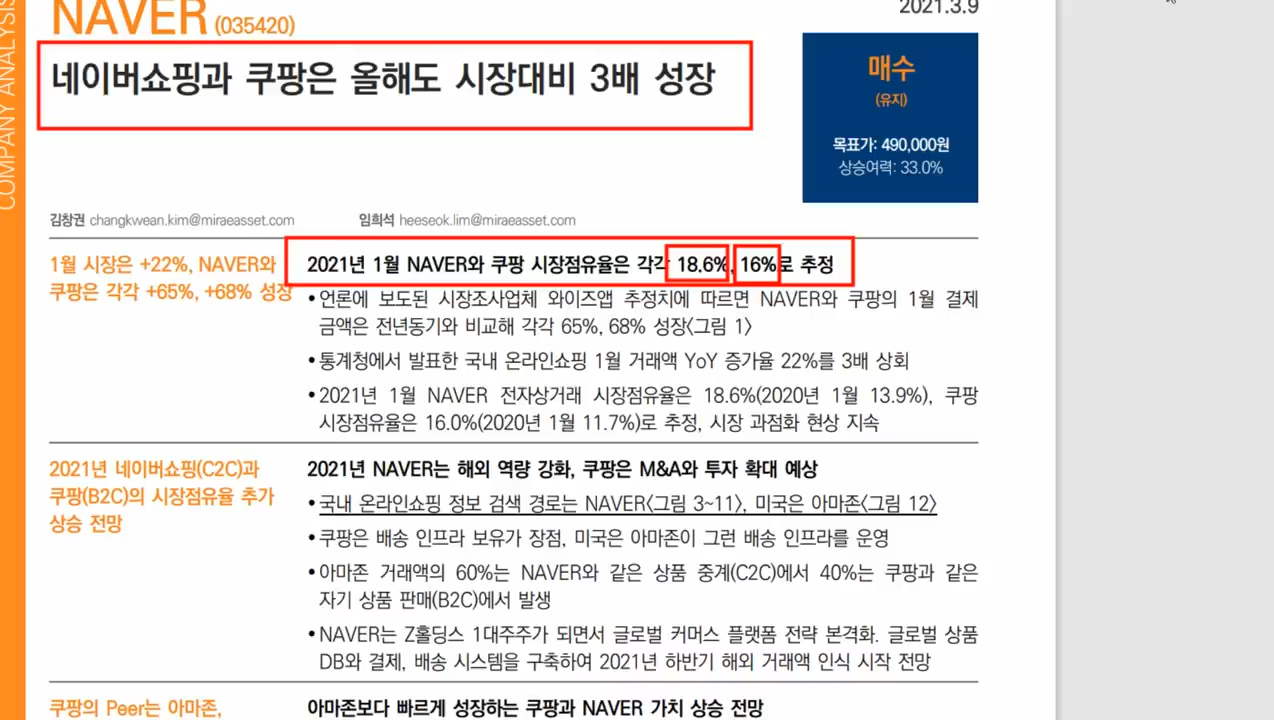 COMPANY ANALYSIS
NAVER (035420)
2021.3.9
네이버쇼핑과 쿠팡은 올해도 시장대비 3배 성장
매수
(유지)
목표가: 490,000원
상승여력: 33.0%
김창권 changkwean.kim@miraeasset.com
임희석 heeseok.lim@miraeasset.com
1월 시장은 +22%, NAVER와
쿠팡은 각각 +65%, +68% 성장
2021년 1월 NAVER와 쿠팡 시장점유율은 각각 18.6%, 16%로 추정
•언론에 보도된 시장조사업체 와이즈앱 추정치에 따르면 NAVER와 쿠팡의 1월 결제
금액은 전년동기와 비교해 각각 65%, 68% 성장<그림 1>
•통계청에서 발표한 국내 온라인쇼핑 1월 거래액 YoY 증가율 22%를 3배 상회
•2021년 1월 NAVER 전자상거래 시장점유율은 18.6%(2020년 1월 13.9%), 쿠팡
시장점유율은 16.0%(2020년 1월 11.7%)로 추정, 시장 과점화 현상 지속
2021년 네이버쇼핑(C2C)과
쿠팡(B2C)의 시장점유율 추가
상승 전망
2021년 NAVER는 해외 역량 강화, 쿠팡은 M&A와 투자 확대 예상
•국내 온라인쇼핑 정보 검색 경로는 NAVER<그림 3~11>, 미국은 아마존<그림 12>
•쿠팡은 배송 인프라 보유가 장점, 미국은 아마존이 그런 배송 인프라를 운영
•아마존 거래액의 60%는 NAVER와 같은 상품 중계(C2C)에서 40%는 쿠팡과 같은
자기 상품 판매(B2C)에서 발생
•NAVER는 Z홀딩스 1대주주가 되면서 글로벌 커머스 플랫폼 전략 본격화. 글로벌 상품
DB와 결제, 배송 시스템을 구축하여 2021년 하반기 해외 거래액 인식 시작 전망
쿠팡의 Peer는 아마존,
아마존보다 빠르게 성장하는 쿠팡과 NAVER 가치 상승 전망